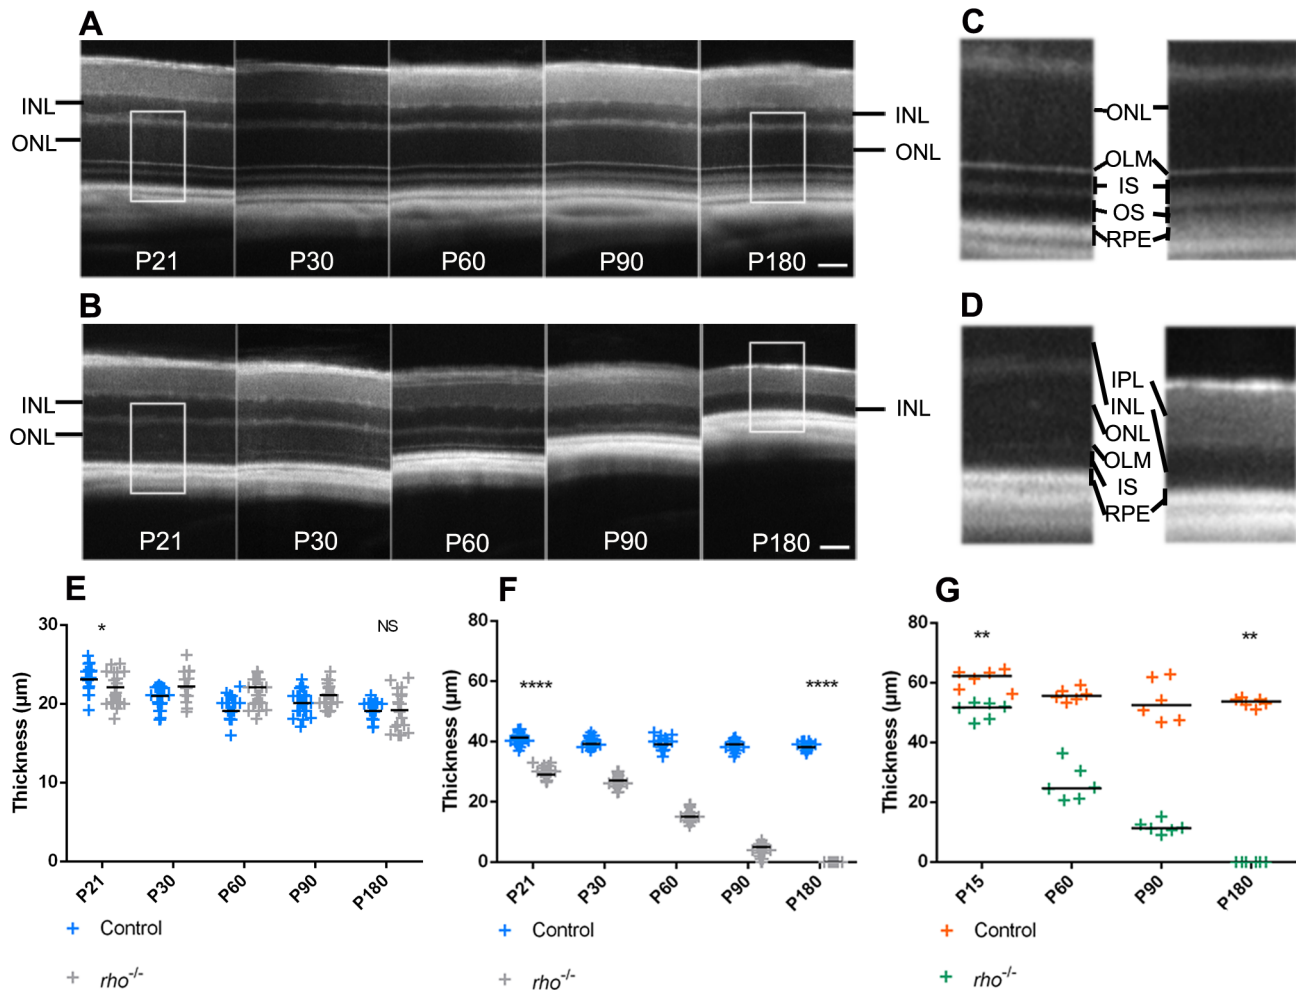 A
INL
ONL
INL
ONL
P21 P30 P60 P90 P180
C
ONL
OLM
IS
OS
RPE
B
INL
ONL
INL
P21 P30 P60 P90 P180
D
IPL
INL
ONL
OLM
IS
RPE
E
Thickness (µm)
30
20
10
0
* NS
P21 P30 P60 P90 P180
Control
rho-/-
F
Thickness (µm)
80
60
40
20
0
**** ****
P21 P30 P60 P90 P180
Control
rho-/-
G
Thickness (µm)
80
60
40
20
0
** **
P15 P60 P90 P180
Control
rho-/-